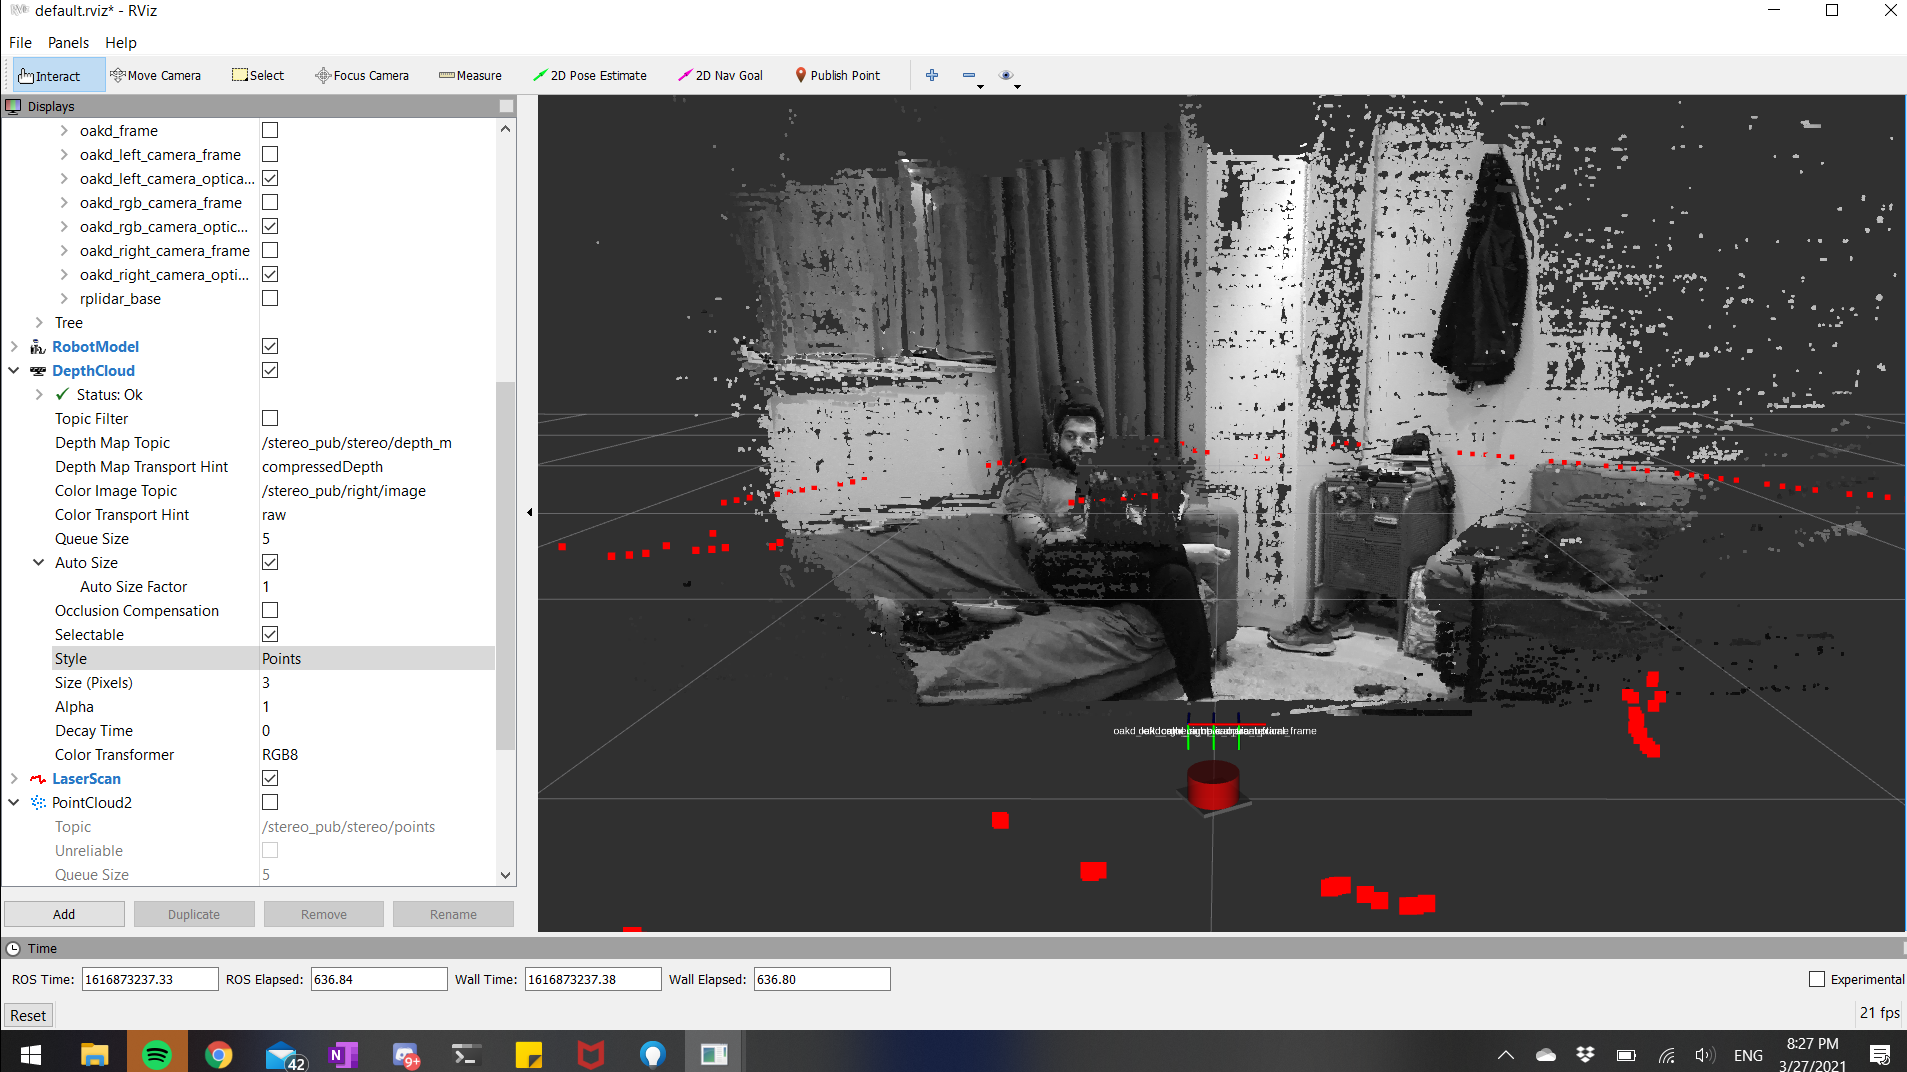 default.rviz* - RViz
File Panels Help
Interact Move Camera Select Focus Camera Measure 2D Pose Estimate 2D Nav Goal Publish Point
Displays
oakd_frame
oakd_left_camera_frame
oakd_left_camera_optica...
oakd_rgb_camera_frame
oakd_rgb_camera_optic...
oakd_right_camera_frame
oakd_right_camera_opti...
rplidar_base
Tree
RobotModel
DepthCloud
Status: Ok
Topic Filter
Depth Map Topic /stereo_pub/stereo/depth_m
Depth Map Transport Hint compressedDepth
Color Image Topic /stereo_pub/right/image
Color Transport Hint raw
Queue Size 5
Auto Size
Auto Size Factor 1
Occlusion Compensation
Selectable
Style Points
Size (Pixels) 3
Alpha 1
Decay Time 0
Color Transformer RGB8
LaserScan
PointCloud2
Topic /stereo_pub/stereo/points
Unreliable
Queue Size 5
Add Duplicate Remove Rename
Time
ROS Time: 1616873237.33 ROS Elapsed: 636.84 Wall Time: 1616873237.38 Wall Elapsed: 636.80 Experimental
Reset 21 fps
42 N 9+ ENG 8:27 PM
3/27/2021